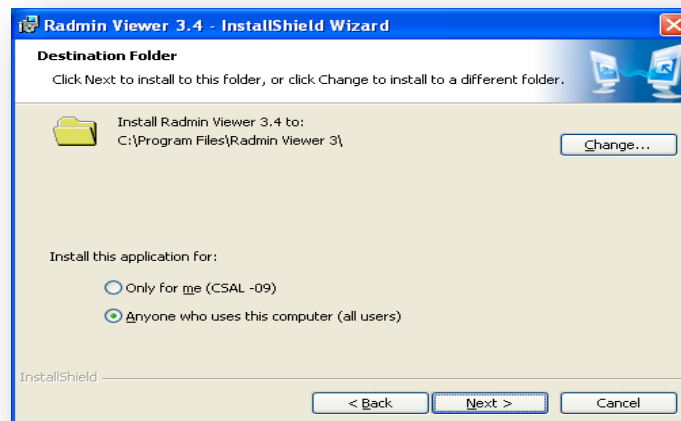 Radmin Viewer 3.4 - InstallShield Wizard
Destination Folder
Click Next to install to this folder, or click Change to install to a different folder.
Install Radmin Viewer 3.4 to:
C:\Program Files\Radmin Viewer 3\
Change...
Install this application for:
Only for me (CSAL -09)
Anyone who uses this computer (all users)
InstallShield
< Back
Next >
Cancel